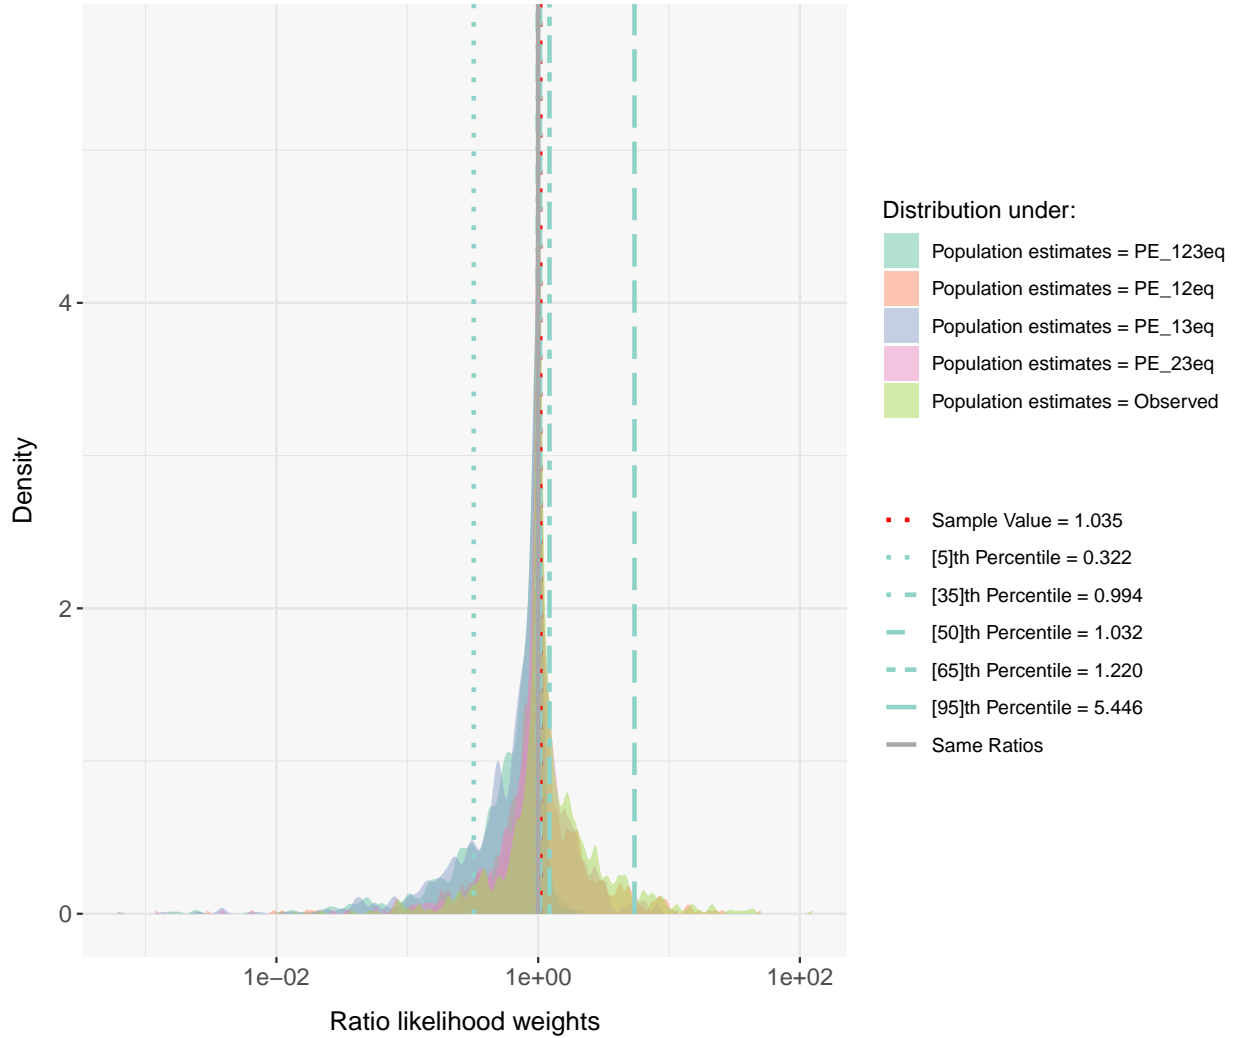 Density
4
2
0
1e−02
1e+00
1e+02
Ratio likelihood weights
Distribution under:
Population estimates = PE_123eq
Population estimates = PE_12eq
Population estimates = PE_13eq
Population estimates = PE_23eq
Population estimates = Observed
Sample Value = 1.035
[5]th Percentile = 0.322
[35]th Percentile = 0.994
[50]th Percentile = 1.032
[65]th Percentile = 1.220
[95]th Percentile = 5.446
Same Ratios